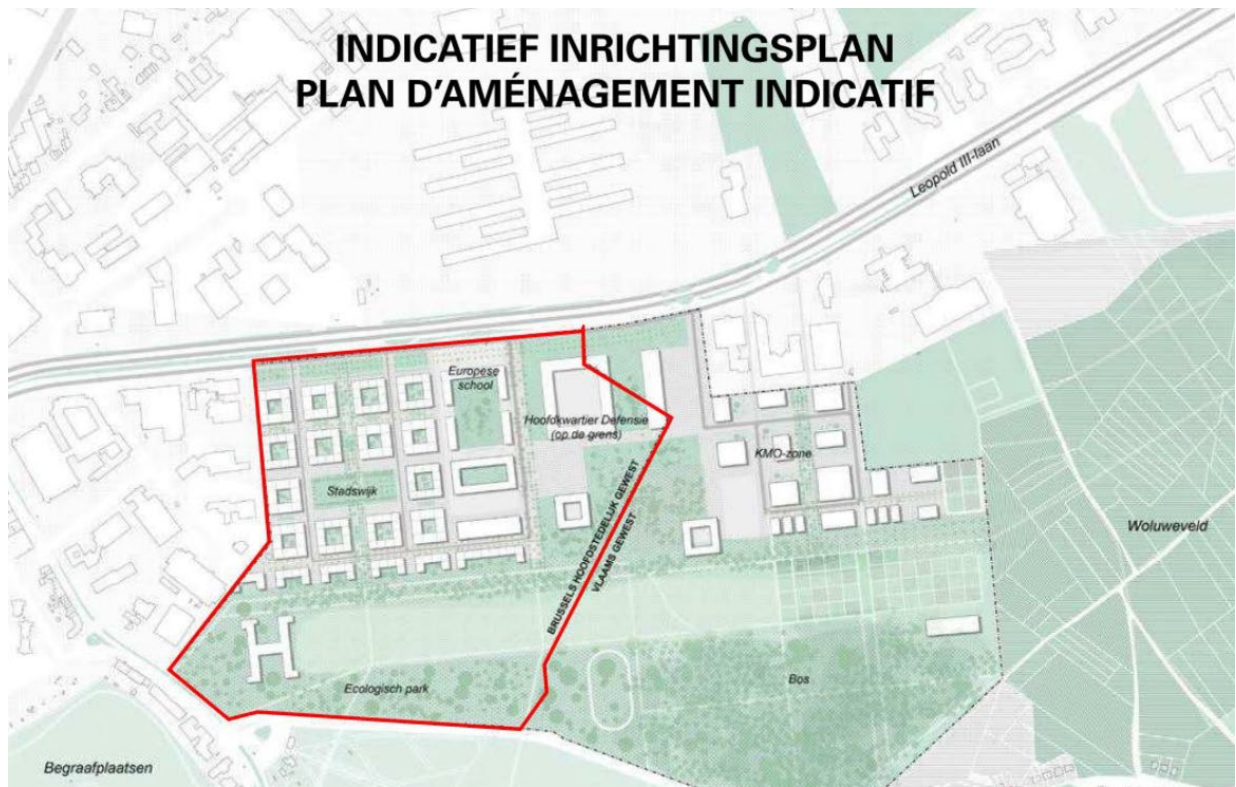 INDICATIEF INRICHTINGSPLAN
PLAN D'AMÉNAGEMENT INDICATIF
Leopold III-laan
Europese
school
Hoofdkwartier Defensie
(op de grens)
KMO-zone
Stadswijk
Woluweveld
BRUSSELS HOOFDSTEDELIJK GEWEST
VLAAMS GEWEST
Ecologisch park
Bos
Begraafplaatsen